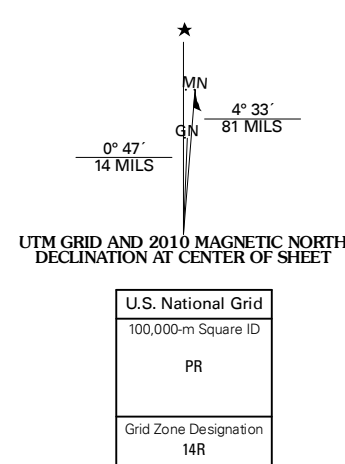 MN
4° 33´
81 MILS
GN
0° 47´
14 MILS
UTM GRID AND 2010 MAGNETIC NORTH
DECLINATION AT CENTER OF SHEET
U.S. National Grid
100,000-m Square ID
PR
Grid Zone Designation
14R